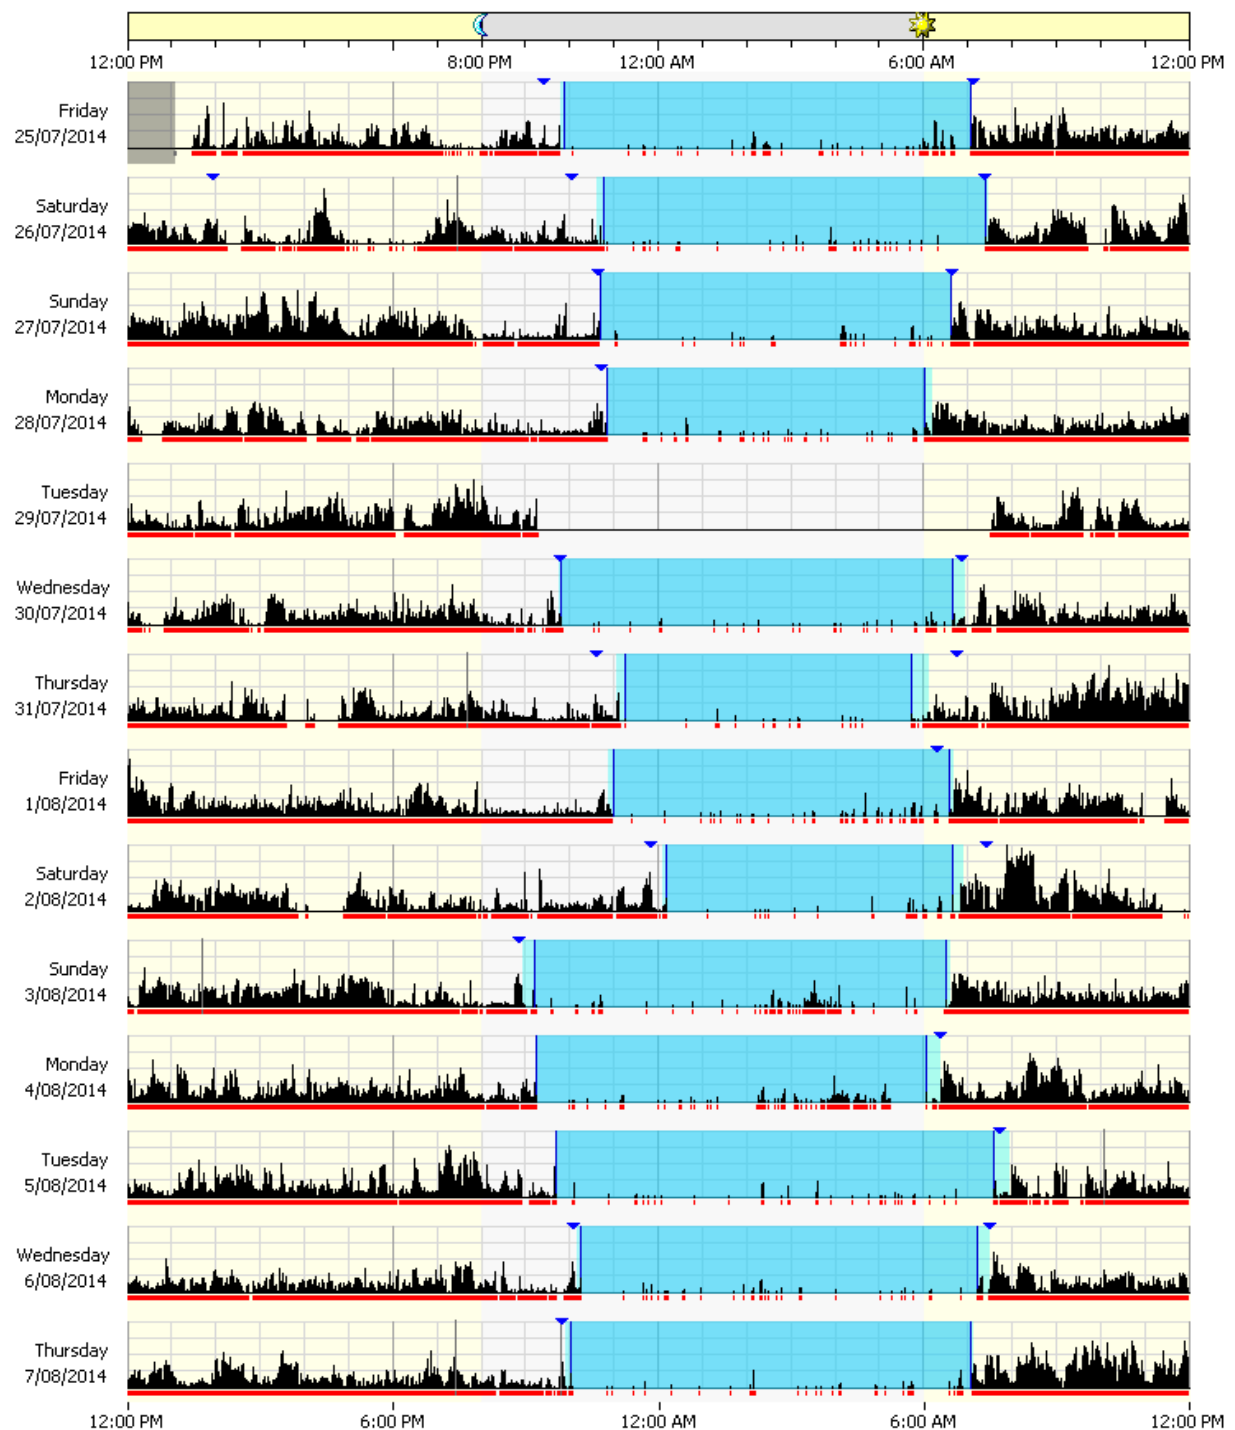 12:00 PM 8:00 PM 12:00 AM 6:00 AM 12:00 PM
Friday
25/07/2014
Saturday
26/07/2014
Sunday
27/07/2014
Monday
28/07/2014
Tuesday
29/07/2014
Wednesday
30/07/2014
Thursday
31/07/2014
Friday
1/08/2014
Saturday
2/08/2014
Sunday
3/08/2014
Monday
4/08/2014
Tuesday
5/08/2014
Wednesday
6/08/2014
Thursday
7/08/2014
12:00 PM 6:00 PM 12:00 AM 6:00 AM 12:00 PM